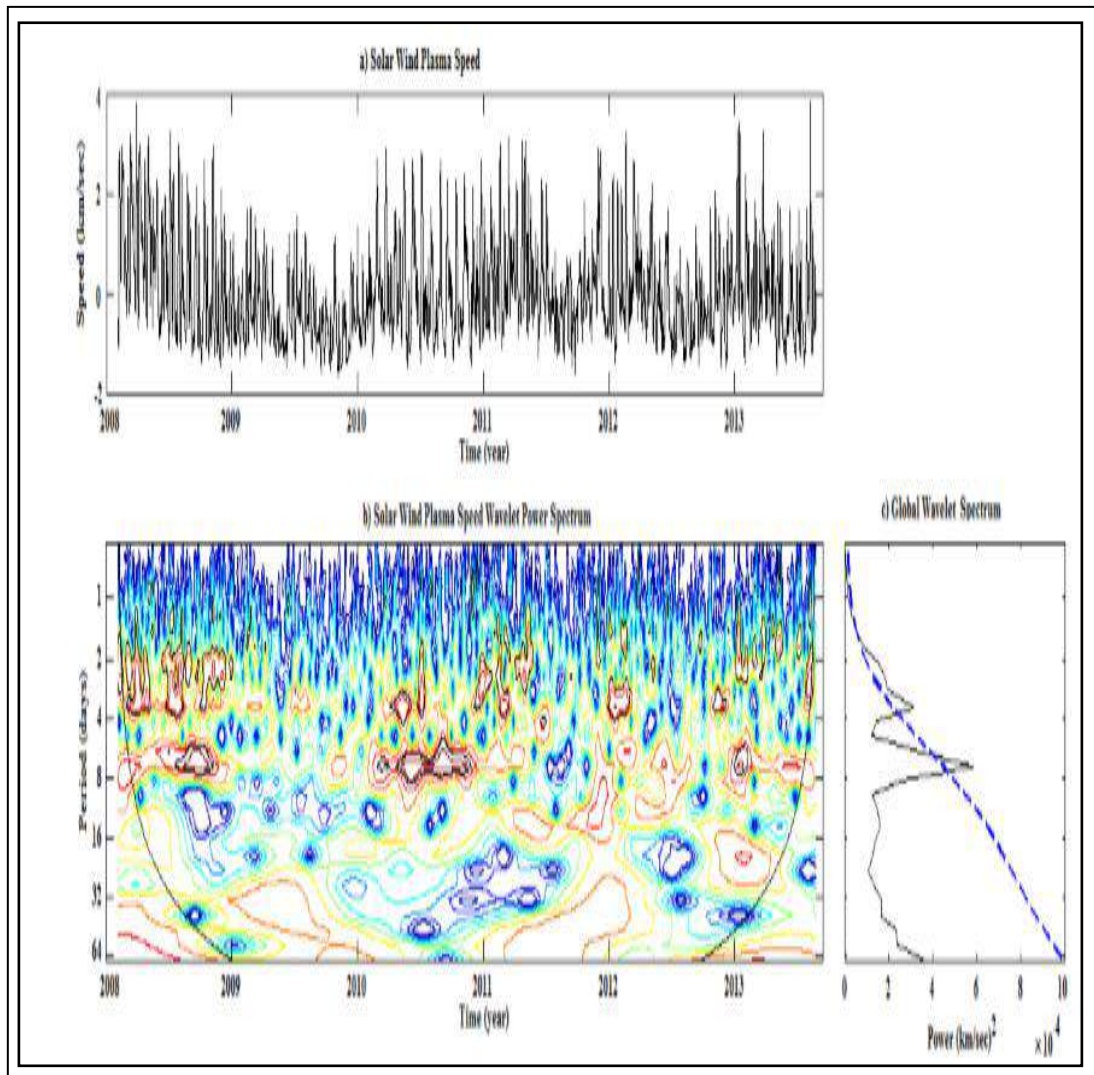 a) Solar Wind Plasma Speed
Speed (km/sec)
4
2
0
-2
2008 2009 2010 2011 2012 2013
Time (year)
b) Solar Wind Plasma Speed Wavelet Power Spectrum
Period (days)
1
2
4
8
16
32
64
2008 2009 2010 2011 2012 2013
Time (year)
c) Global Wavelet Spectrum
0 2 4 6 8 10
Power (km/sec)²
×10⁻⁴